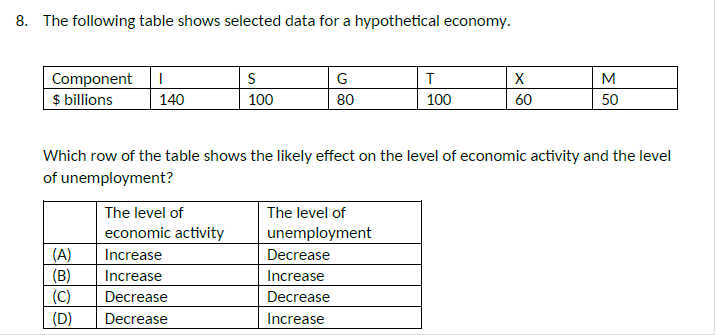 8. The following table shows selected data for a hypothetical economy.
Component I S G T X M
$ billions 140 100 80 100 60 50
Which row of the table shows the likely effect on the level of economic activity and the level
of unemployment?
The level of The level of
economic activity unemployment
(A) Increase Decrease
(B) Increase Increase
(C) Decrease Decrease
(D) Decrease Increase